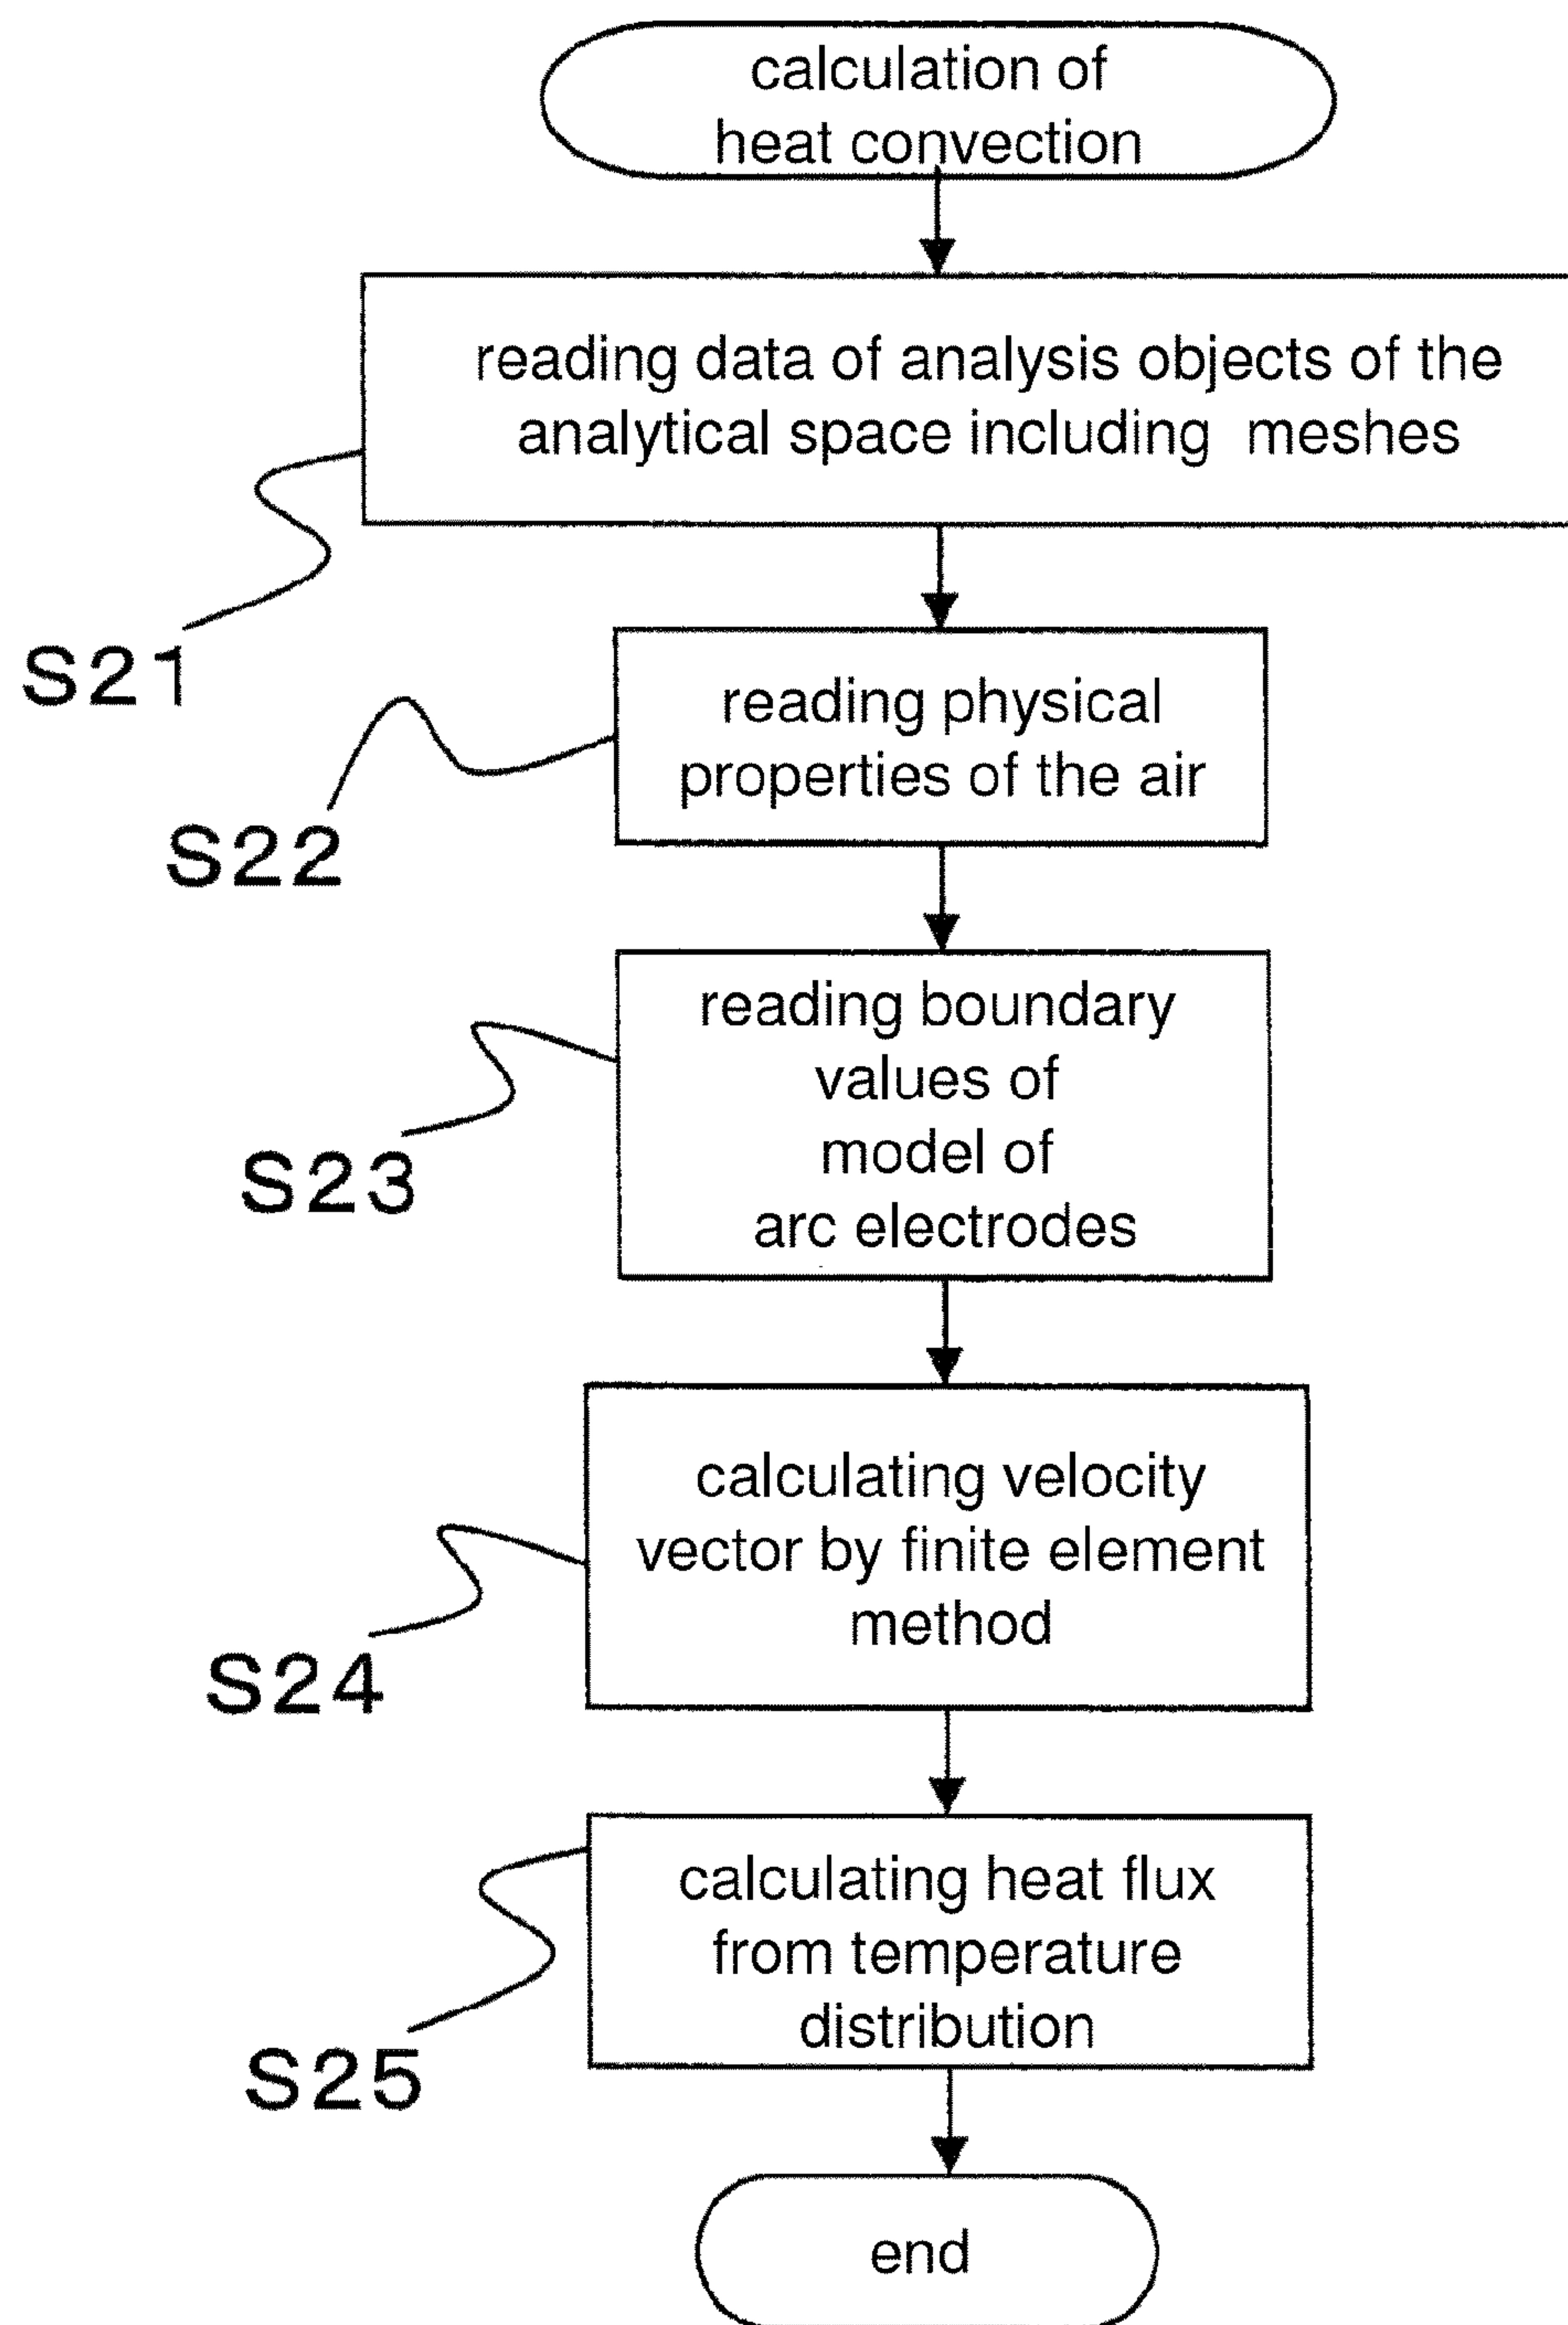 calculation of
heat convection
reading data of analysis objects of the
analytical space including meshes
S21
reading physical
properties of the air
S22
reading boundary
values of
model of
arc electrodes
S23
calculating velocity
vector by finite element
method
S24
calculating heat flux
from temperature
distribution
S25
end